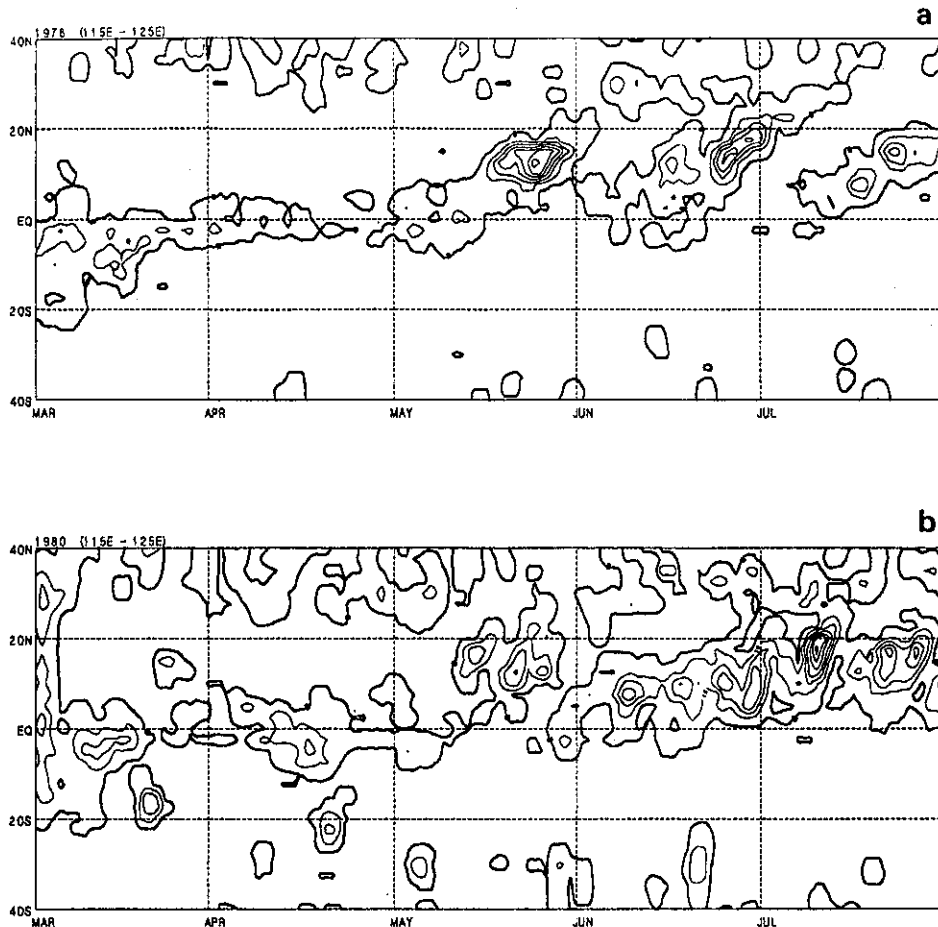 a
1978 (115E - 125E)
40N
20N
EQ
20S
40S
MAR APR MAY JUN JUL
b
1980 (115E - 125E)
40N
20N
EQ
20S
40S
MAR APR MAY JUN JUL